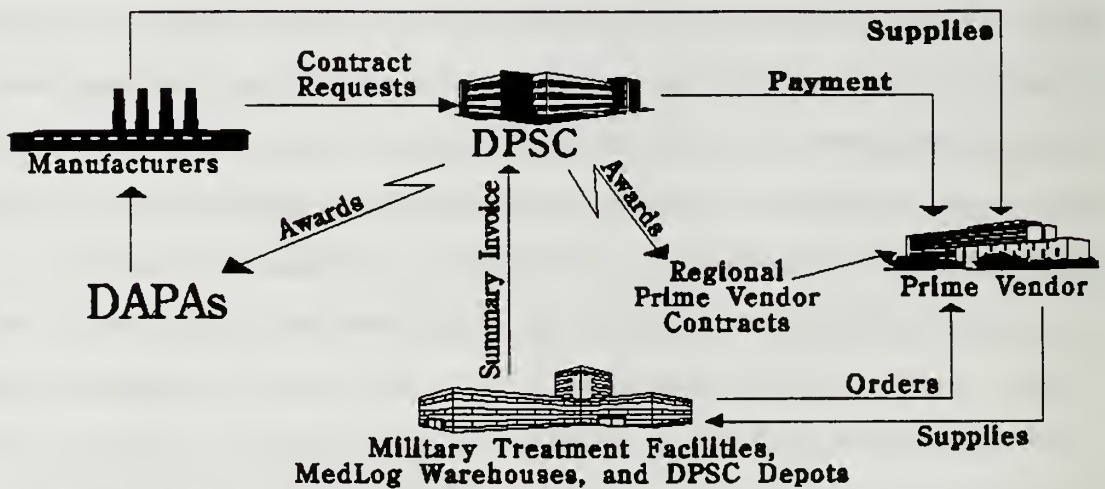 Supplies
Contract
Requests
Payment
DPSC
Manufacturers
Awards
Awards
Summary Invoice
DAPAs
Regional
Prime Vendor
Contracts
Prime Vendor
Orders
Supplies
Military Treatment Facilities,
MedLog Warehouses, and DPSC Depots